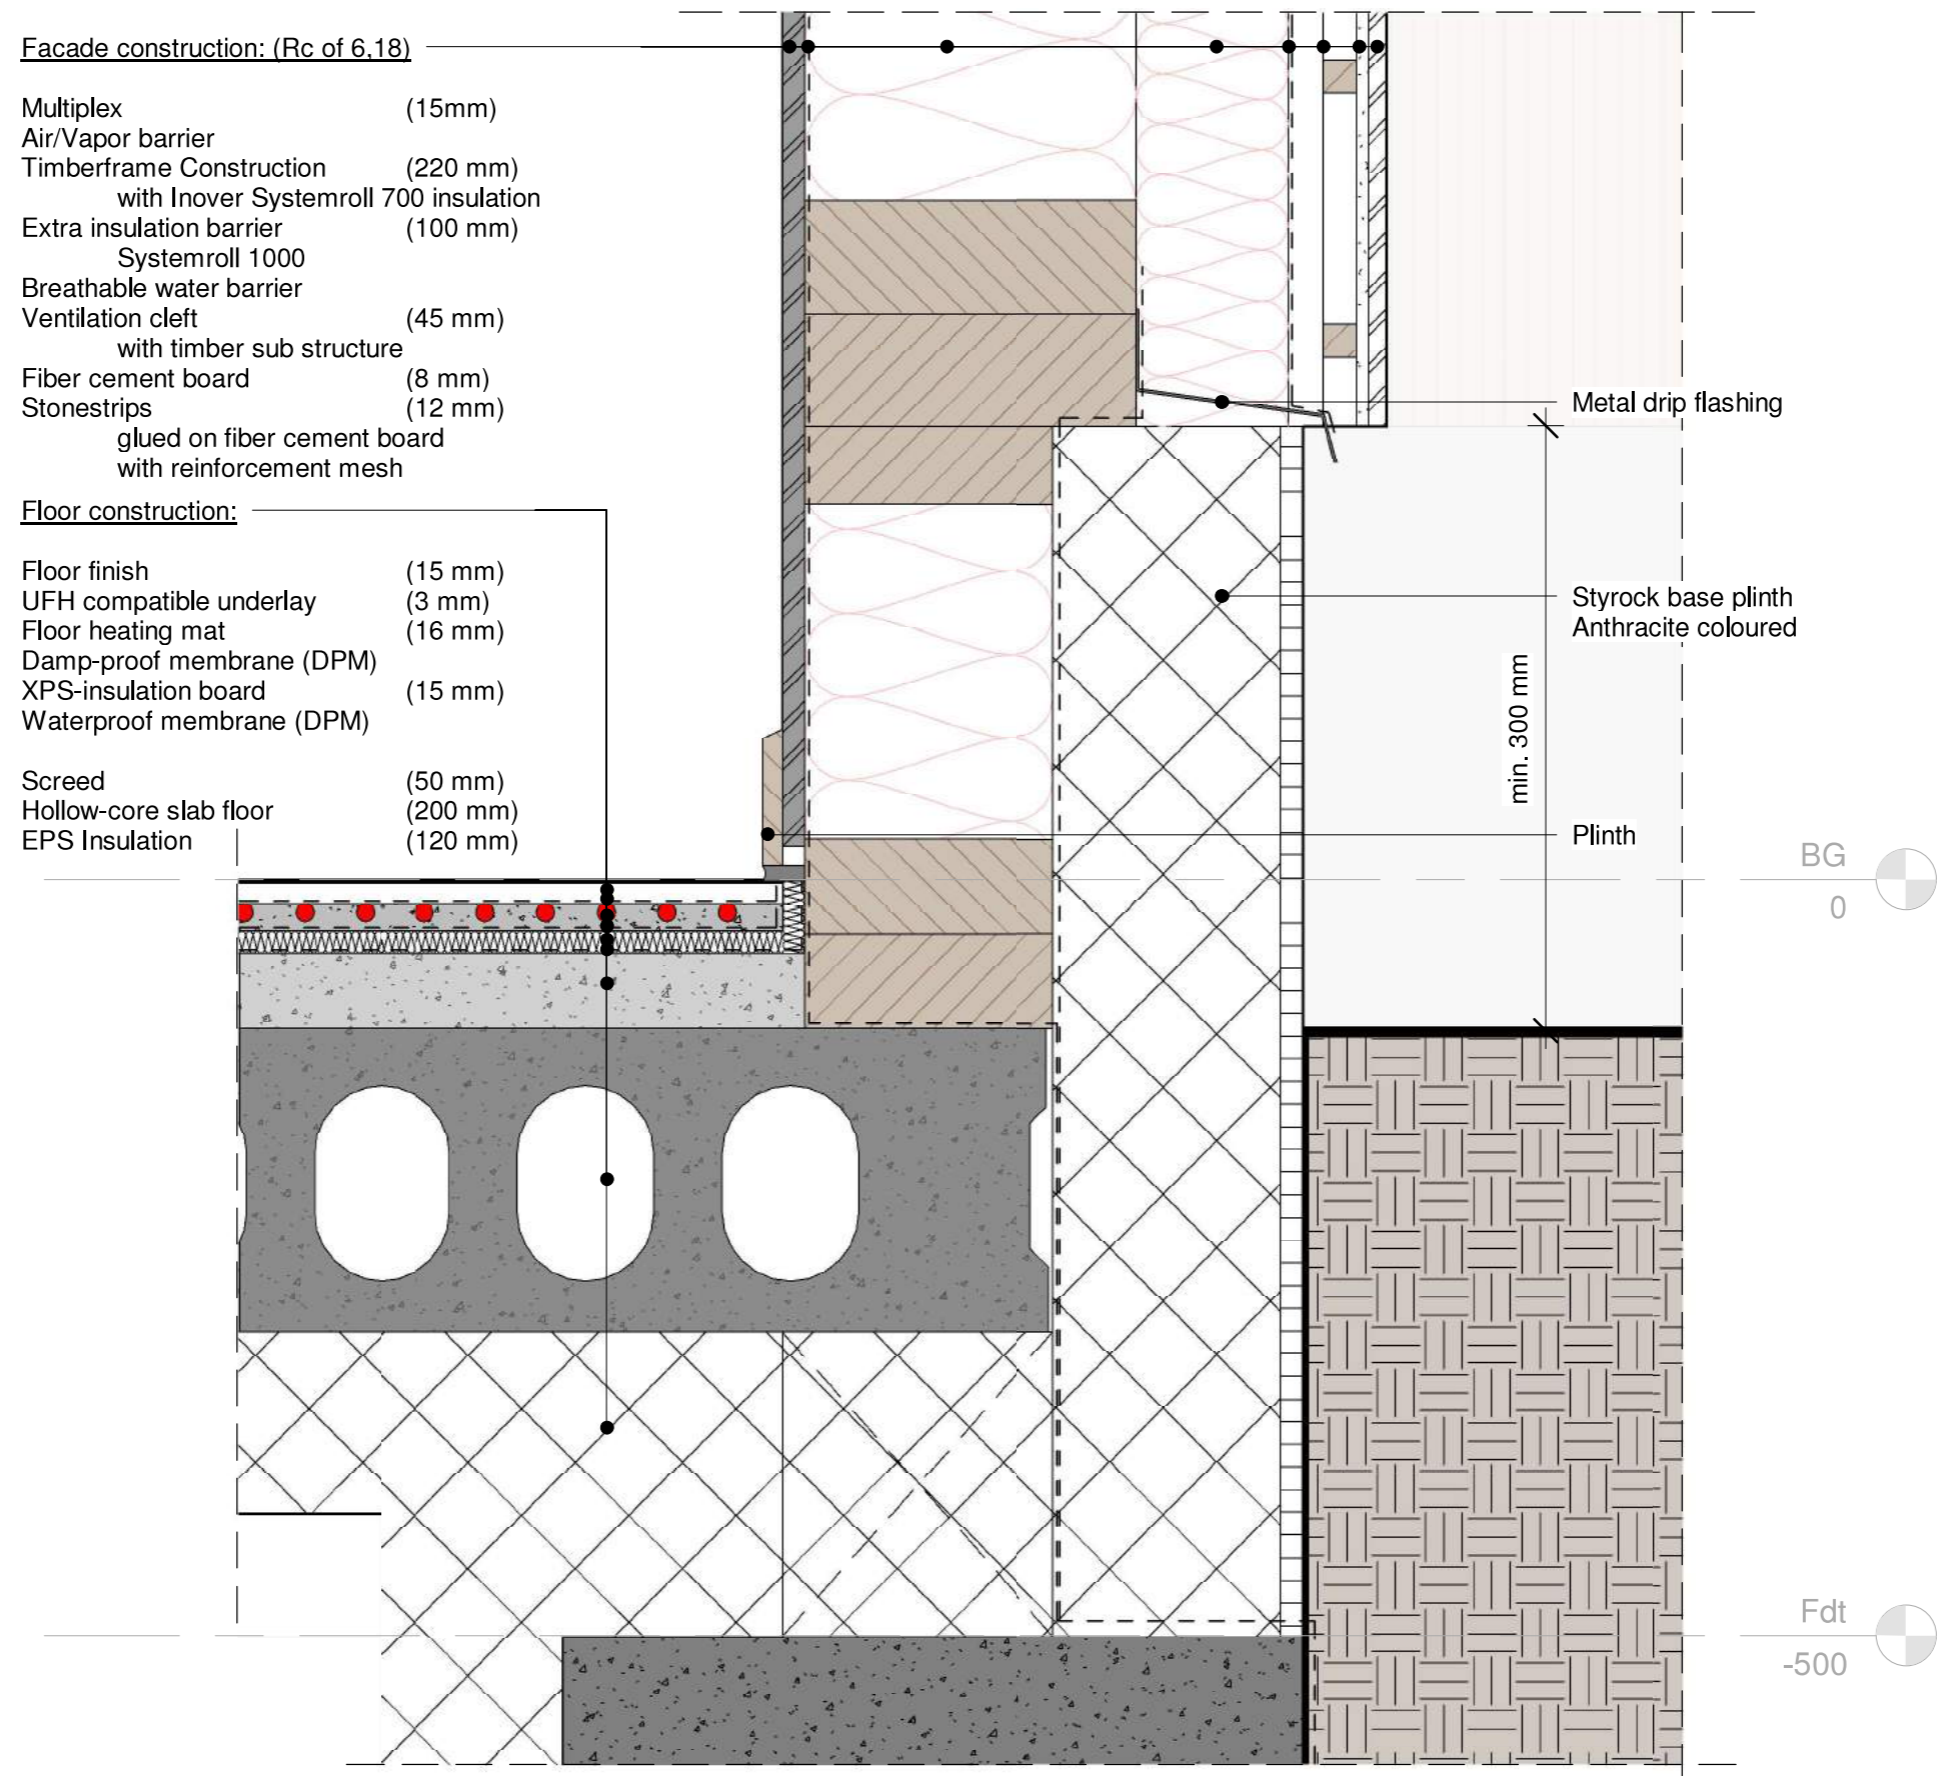 Facade construction: (Rc of 6,18)
Multiplex (15mm)
Air/Vapor barrier
Timberframe Construction (220 mm)
with Inover Systemroll 700 insulation
Extra insulation barrier (100 mm)
Systemroll 1000
Breathable water barrier
Ventilation cleft (45 mm)
with timber sub structure
Fiber cement board (8 mm)
Stonestrips (12 mm)
glued on fiber cement board
with reinforcement mesh
Floor construction:
Floor finish (15 mm)
UFH compatible underlay (3 mm)
Floor heating mat (16 mm)
Damp-proof membrane (DPM)
XPS-insulation board (15 mm)
Waterproof membrane (DPM)
Screed (50 mm)
Hollow-core slab floor (200 mm)
EPS Insulation (120 mm)
Metal drip flashing
Styrock base plinth
Anthracite coloured
min. 300 mm
Plinth
BG
0
Fdt
-500